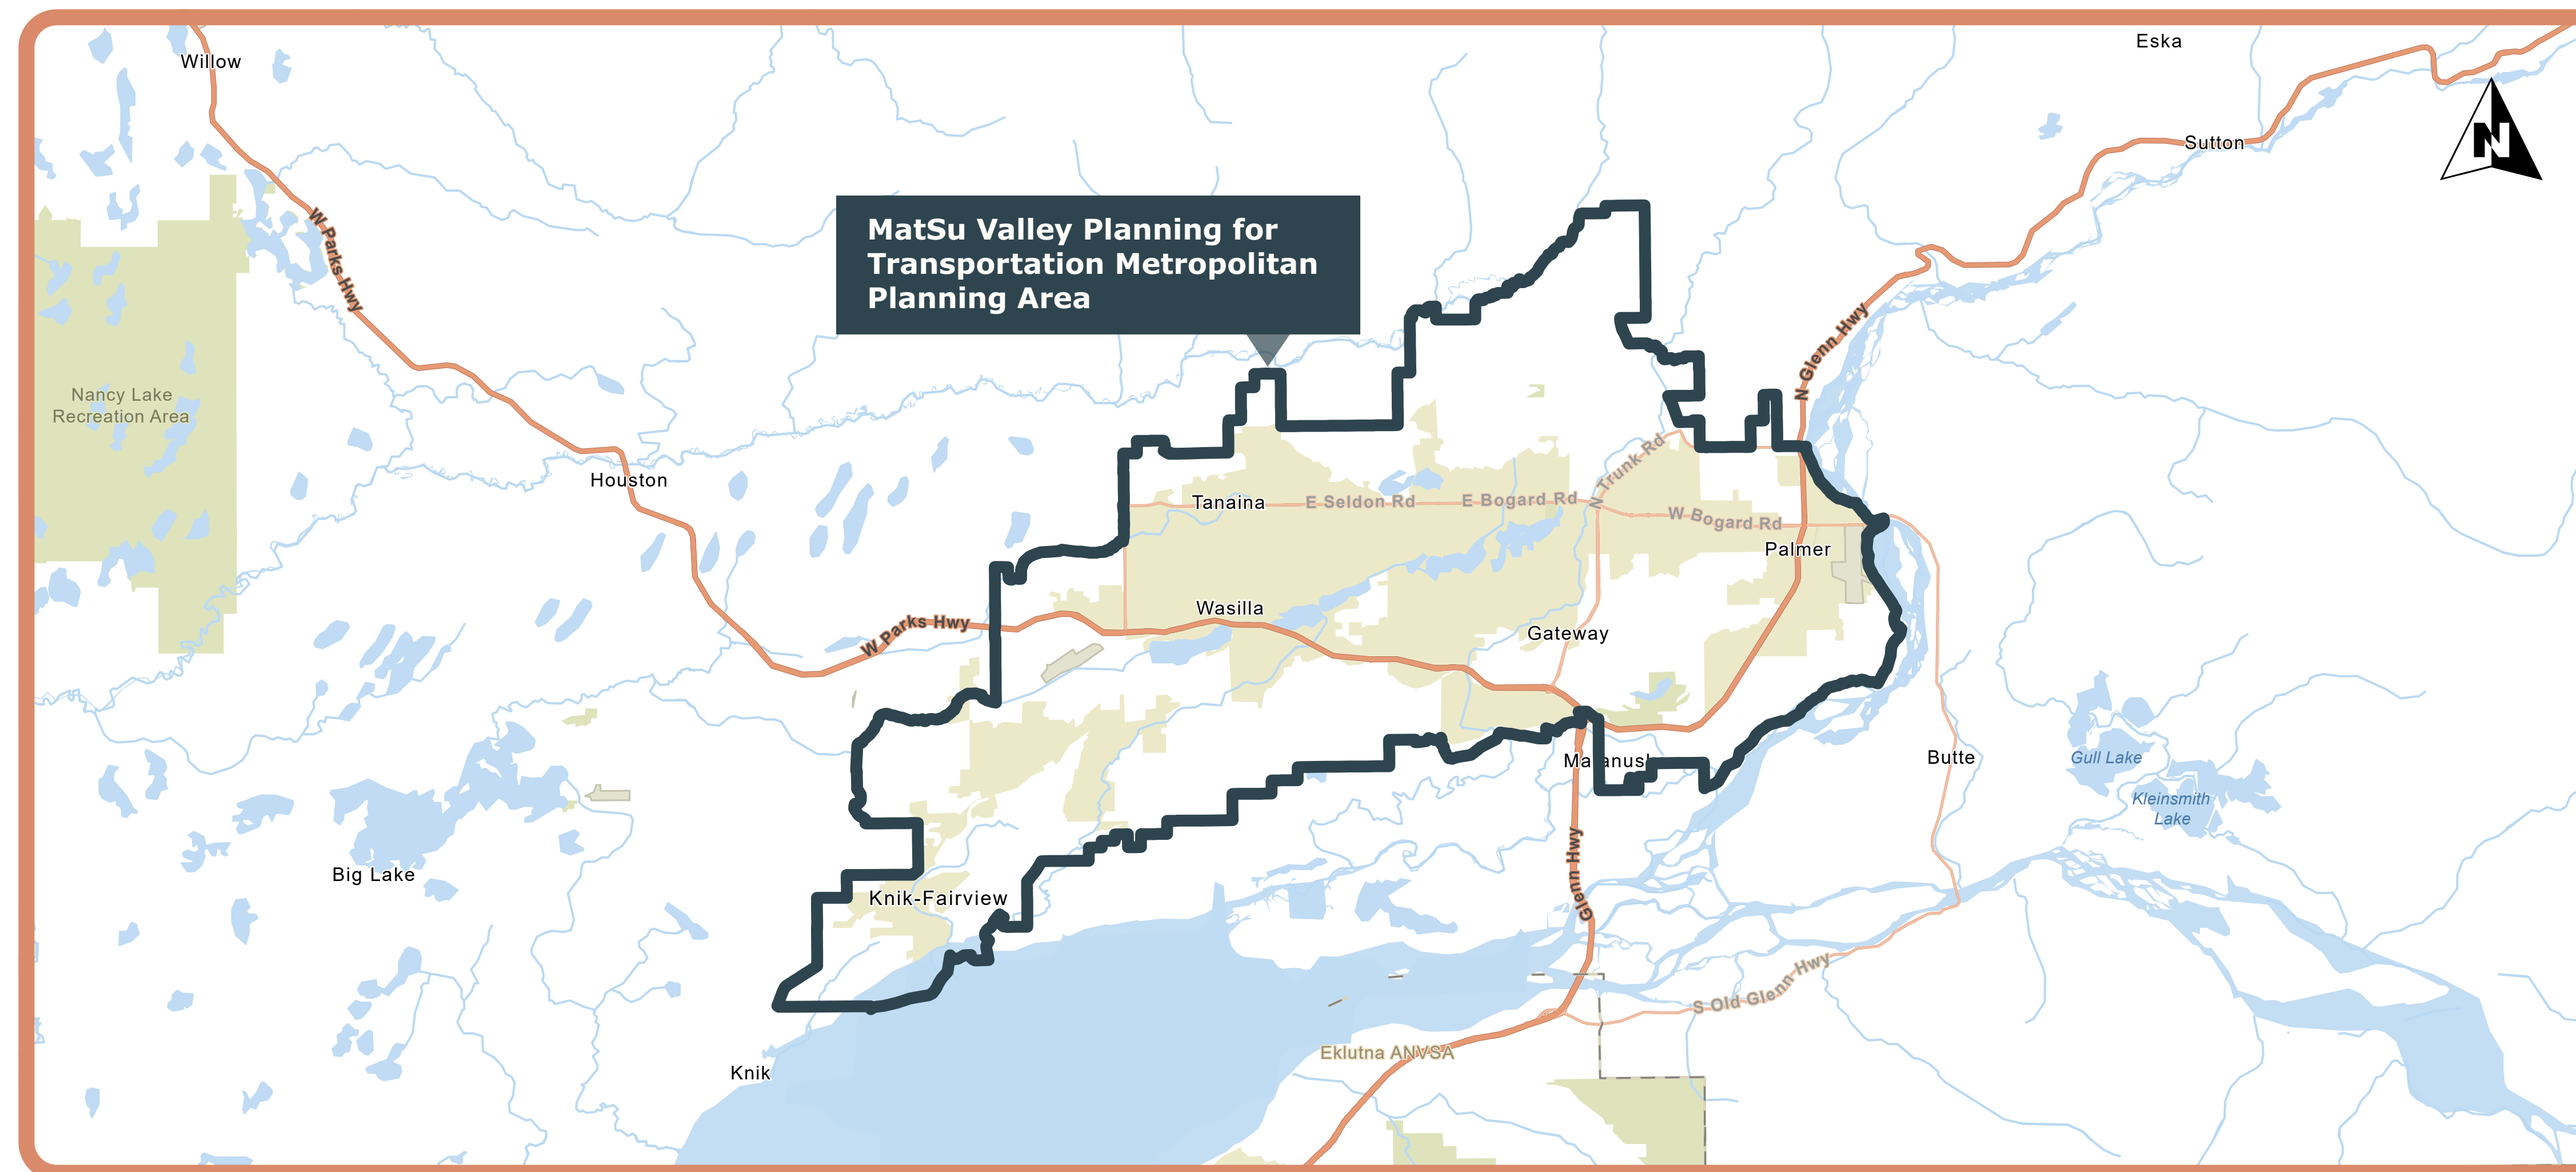 Eska
Willow
Sutton
N
W Parks Hwy
MatSu Valley Planning for
Transportation Metropolitan
Planning Area
N Glenn Hwy
Nancy Lake
Recreation Area
Houston
N Trunk Rd
Tanaina
E Seldon Rd
E Bogard Rd
W Bogard Rd
Palmer
Wasilla
W Parks Hwy
Gateway
Butte
Gull Lake
Kleinsmith
Lake
Big Lake
Glenn Hwy
Knik-Fairview
S Old Glenn Hwy
Eklutna ANVSA
Knik